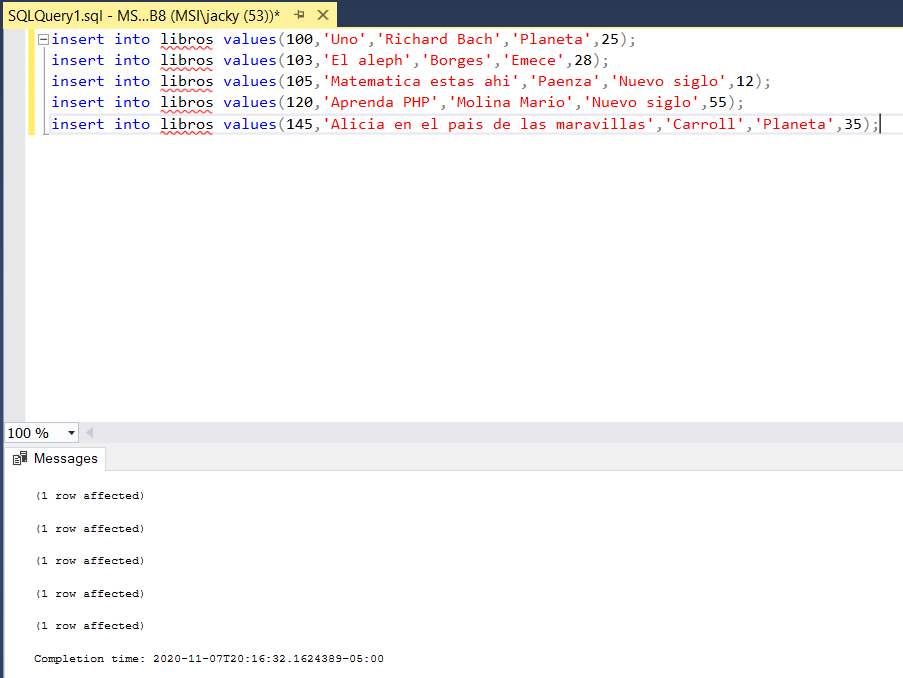 SQLQuery1.sql - MS...B8 (MSI\jacky (53))*
insert into libros values(100,'Uno','Richard Bach','Planeta',25);
insert into libros values(103,'El aleph','Borges','Emece',28);
insert into libros values(105,'Matematica estas ahi','Paenza','Nuevo siglo',12);
insert into libros values(120,'Aprenda PHP','Molina Mario','Nuevo siglo',55);
insert into libros values(145,'Alicia en el pais de las maravillas','Carroll','Planeta',35);
100 %
Messages
(1 row affected)
(1 row affected)
(1 row affected)
(1 row affected)
(1 row affected)
Completion time: 2020-11-07T20:16:32.1624389-05:00